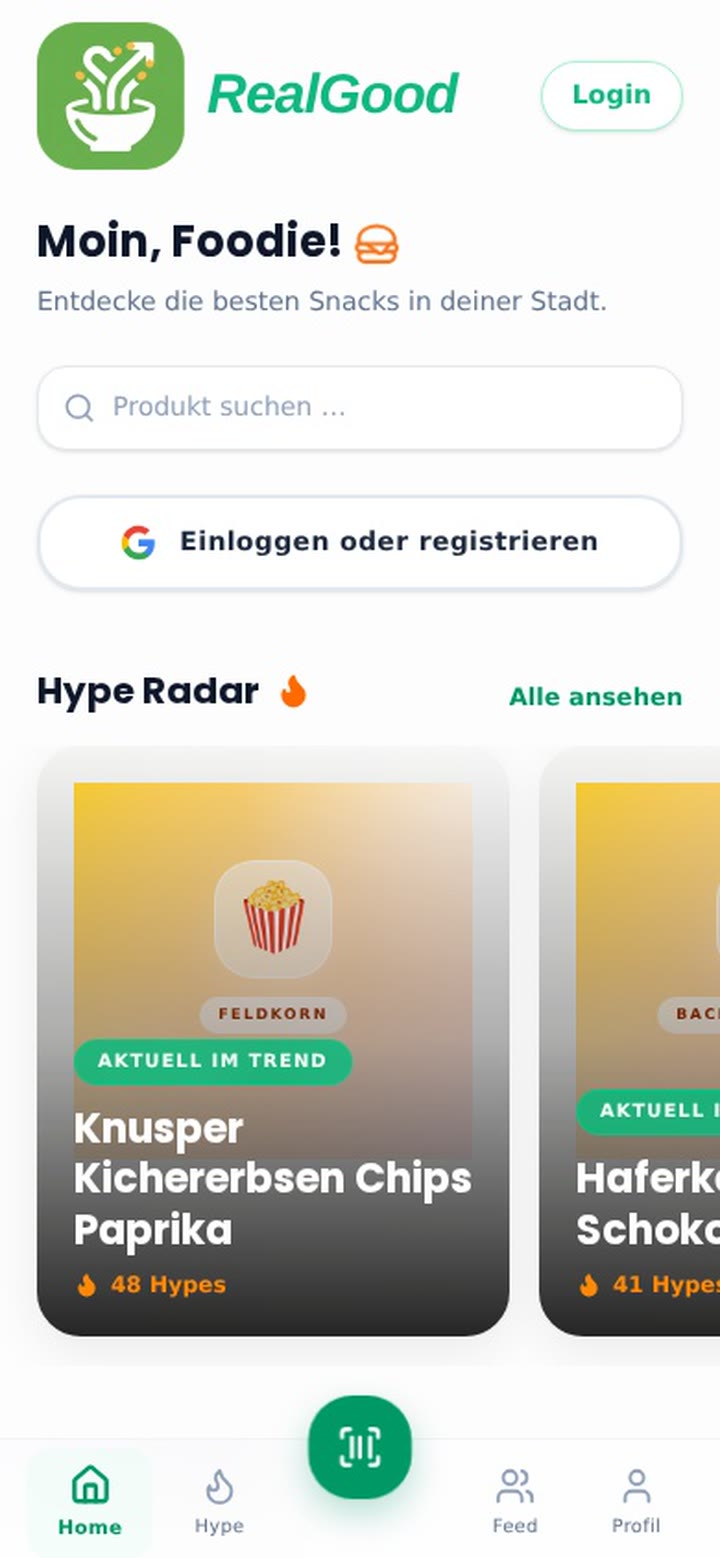 RealGood
Login
Moin, Foodie!
Entdecke die besten Snacks in deiner Stadt.
Produkt suchen ...
Einloggen oder registrieren
Hype Radar
Alle ansehen
FELDKORN
AKTUELL IM TREND
Knusper
Kichererbsen Chips
Paprika
48 Hypes
AKTUELL
41 Hypes
Home
Hype
Feed
Profil